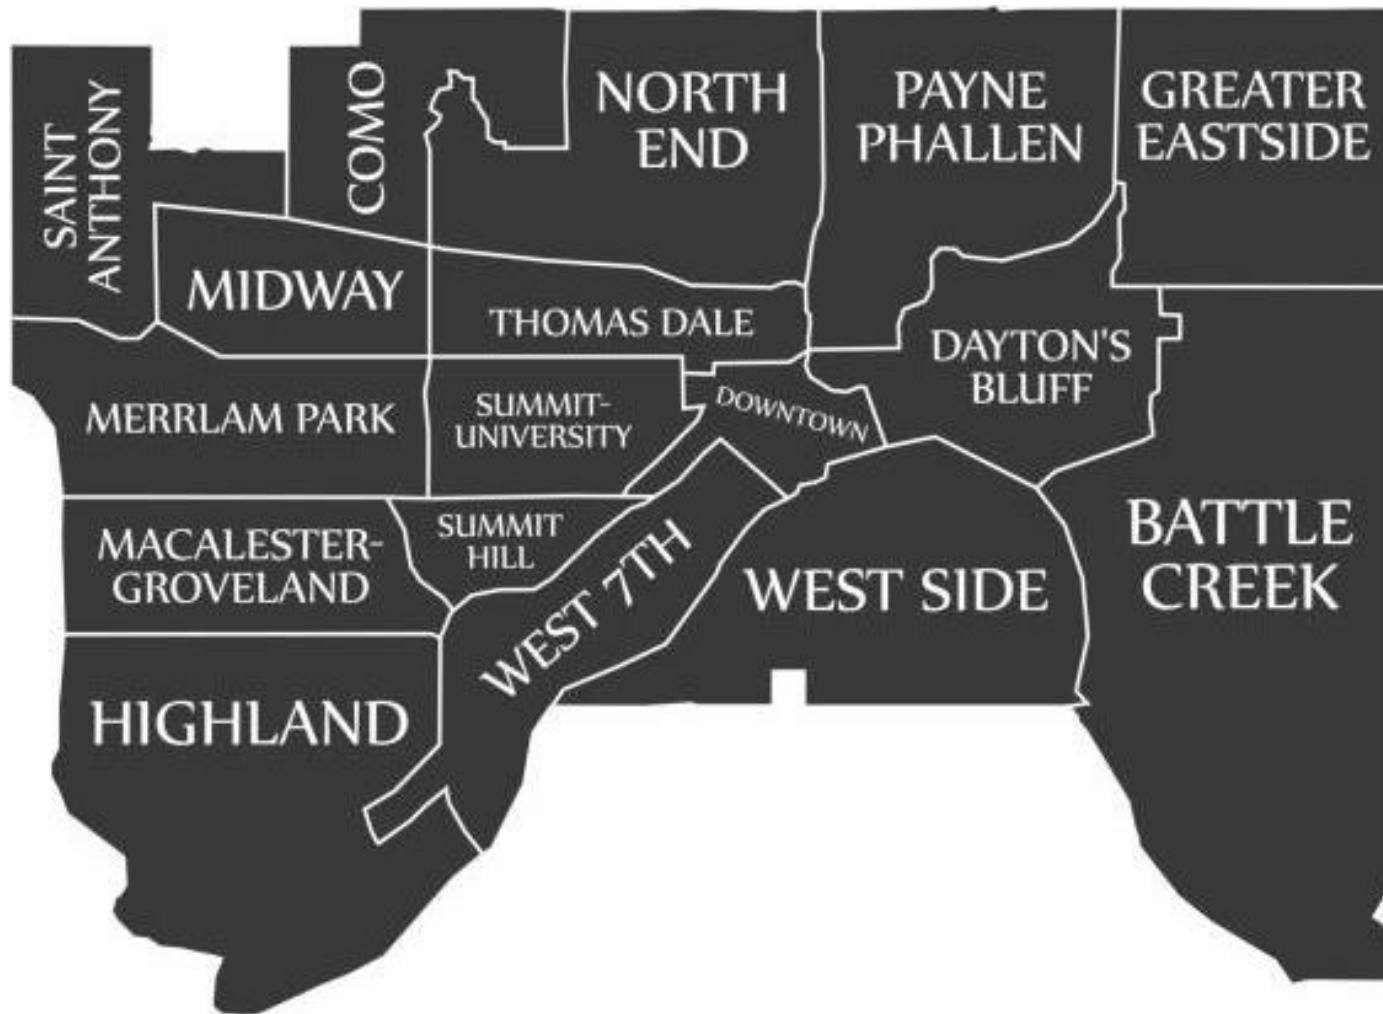 SAINT
ANTHONY
COMO
NORTH
END
PAYNE
PHALLEN
GREATER
EASTSIDE
MIDWAY
THOMAS DALE
DAYTON'S
BLUFF
MERRLAM PARK
SUMMIT-
UNIVERSITY
DOWNTOWN
MACALESTER-
GROVELAND
SUMMIT
HILL
WEST 7TH
WEST SIDE
BATTLE
CREEK
HIGHLAND